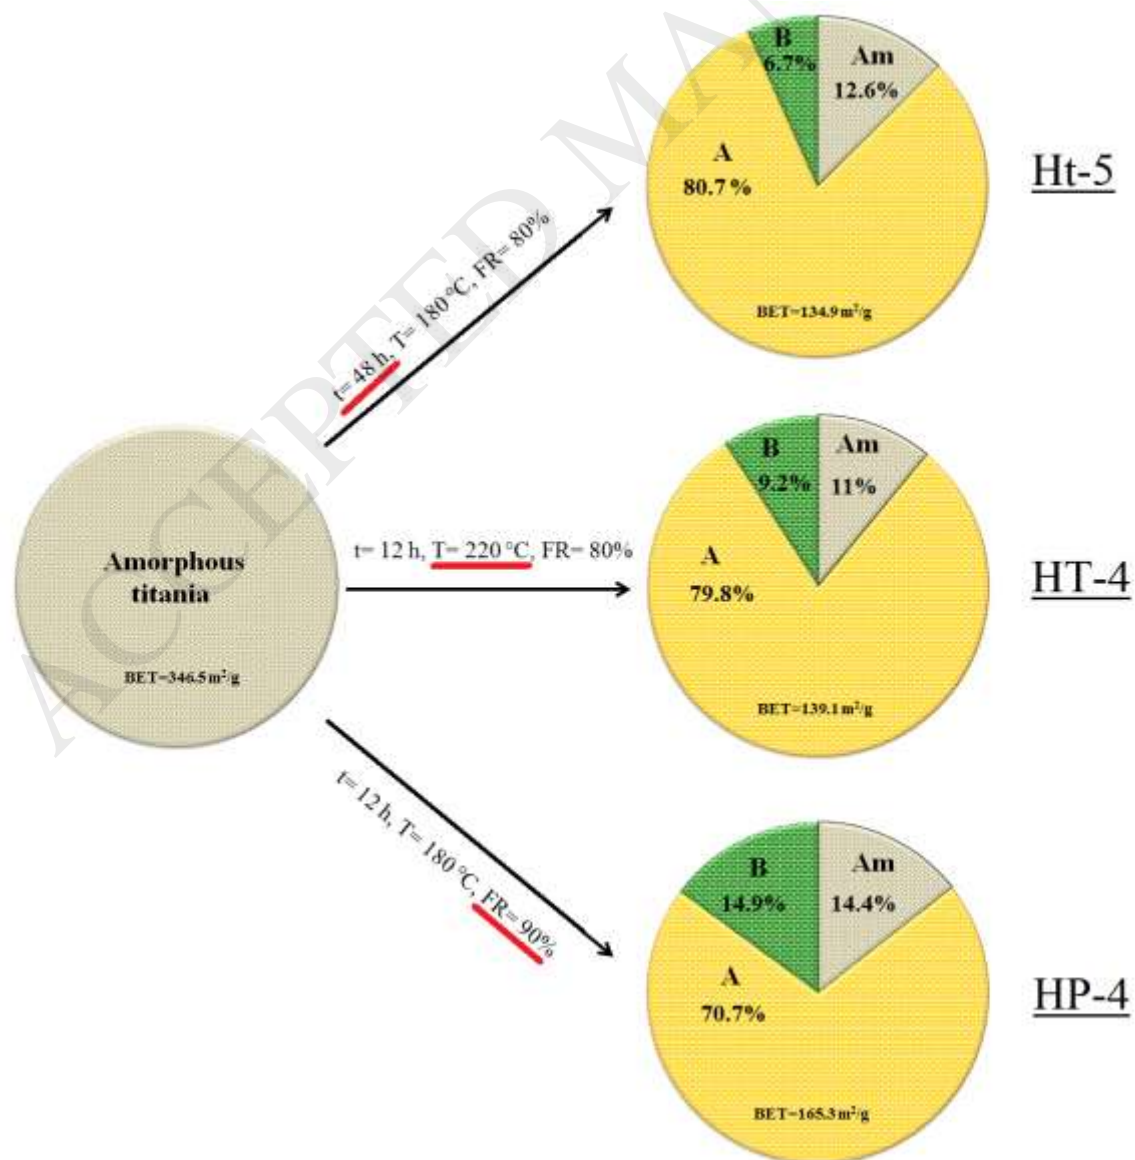 B
6.7%
Am
12.6%
A
80.7%
BET=134.9 m²/g
Ht-5
t= 48 h, T= 180 °C, FR= 80%
ACCEPTED MA
Amorphous
titania
BET=346.5 m²/g
t= 12 h, T= 220 °C, FR= 80%
B
9.2%
Am
11%
A
79.8%
BET=139.1 m²/g
HT-4
t= 12 h, T= 180 °C, FR= 90%
B
14.9%
Am
14.4%
A
70.7%
BET=165.3 m²/g
HP-4